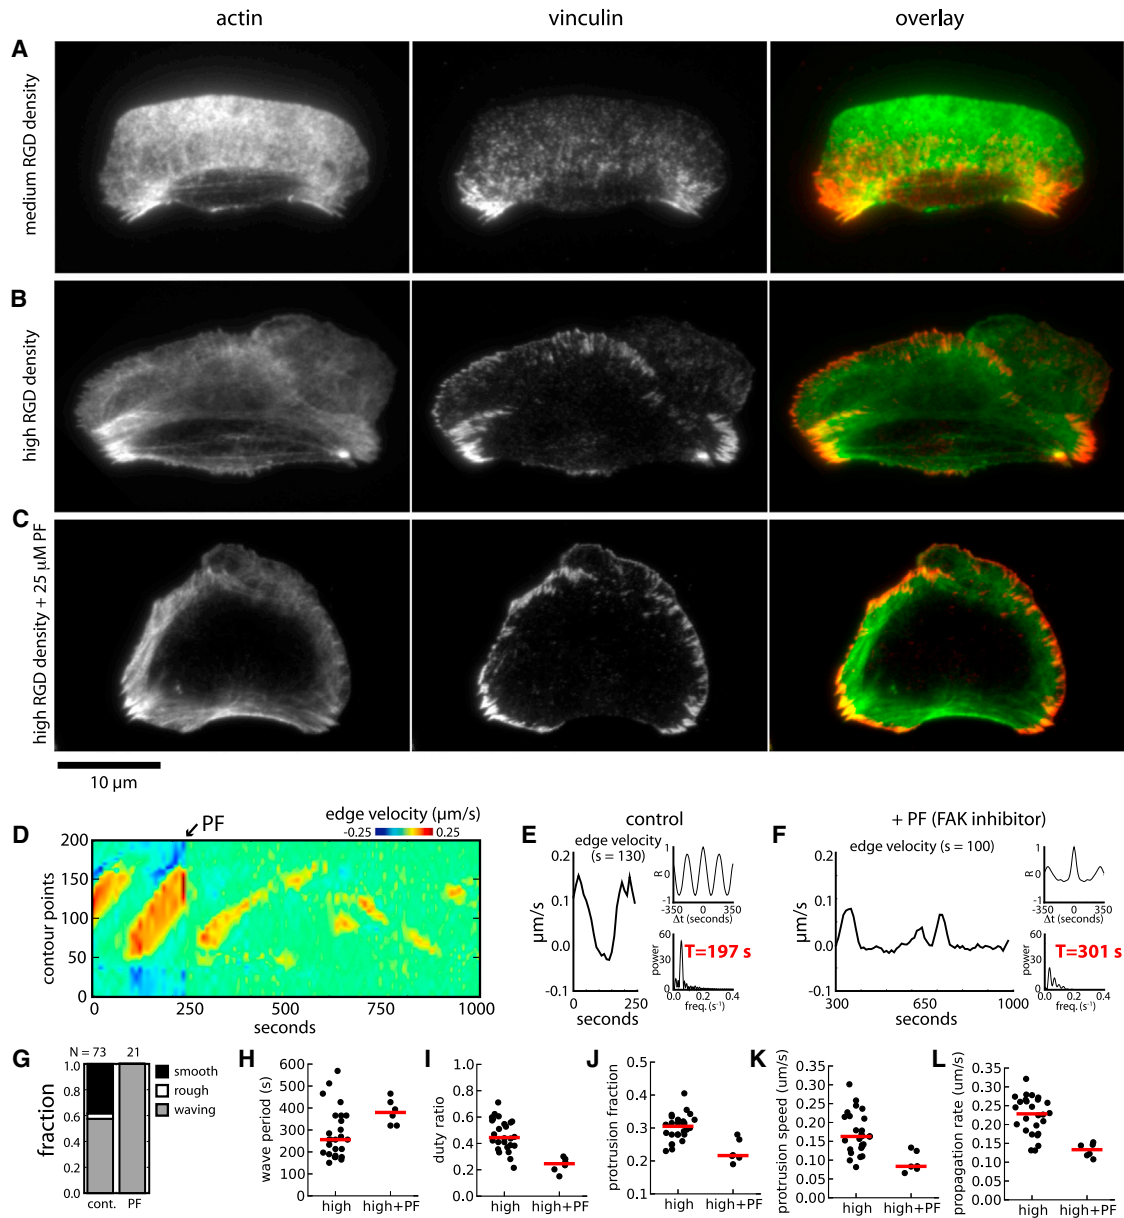 actin vinculin overlay
A
medium RGD density
B
high RGD density
C
high RGD density + 25 µM PF
10 µm
D
PF
edge velocity (µm/s)
-0.25 0.25
contour points
200
150
100
50
0
0 250 500 750 1000
seconds
E
control
edge velocity
(s = 130)
µm/s
0.2
0.1
0.0
-0.1
0 250
seconds
R
1
0
-1
-350 0 350
Δt (seconds)
power
60
30
0
T=197 s
0.0 0.2 0.4
freq. (s⁻¹)
F
+ PF (FAK inhibitor)
edge velocity (s = 100)
µm/s
0.2
0.1
0.0
-0.1
300 650 1000
seconds
R
1
0
-1
-350 0 350
Δt (seconds)
power
60
30
0
T=301 s
0.0 0.2 0.4
freq. (s⁻¹)
G
N = 73 21
fraction
1.0
0.8
0.6
0.4
0.2
0.0
cont. PF
smooth
rough
waving
H
wave period (s)
600
500
400
300
200
100
0
high high+PF
I
duty ratio
1.0
0.8
0.6
0.4
0.2
0.0
high high+PF
J
protrusion fraction
0.5
0.4
0.3
0.2
0.1
high high+PF
K
protrusion speed (um/s)
0.35
0.30
0.25
0.20
0.15
0.10
0.05
0.00
high high+PF
L
propagation rate (um/s)
0.35
0.30
0.25
0.20
0.15
0.10
0.05
0.00
high high+PF